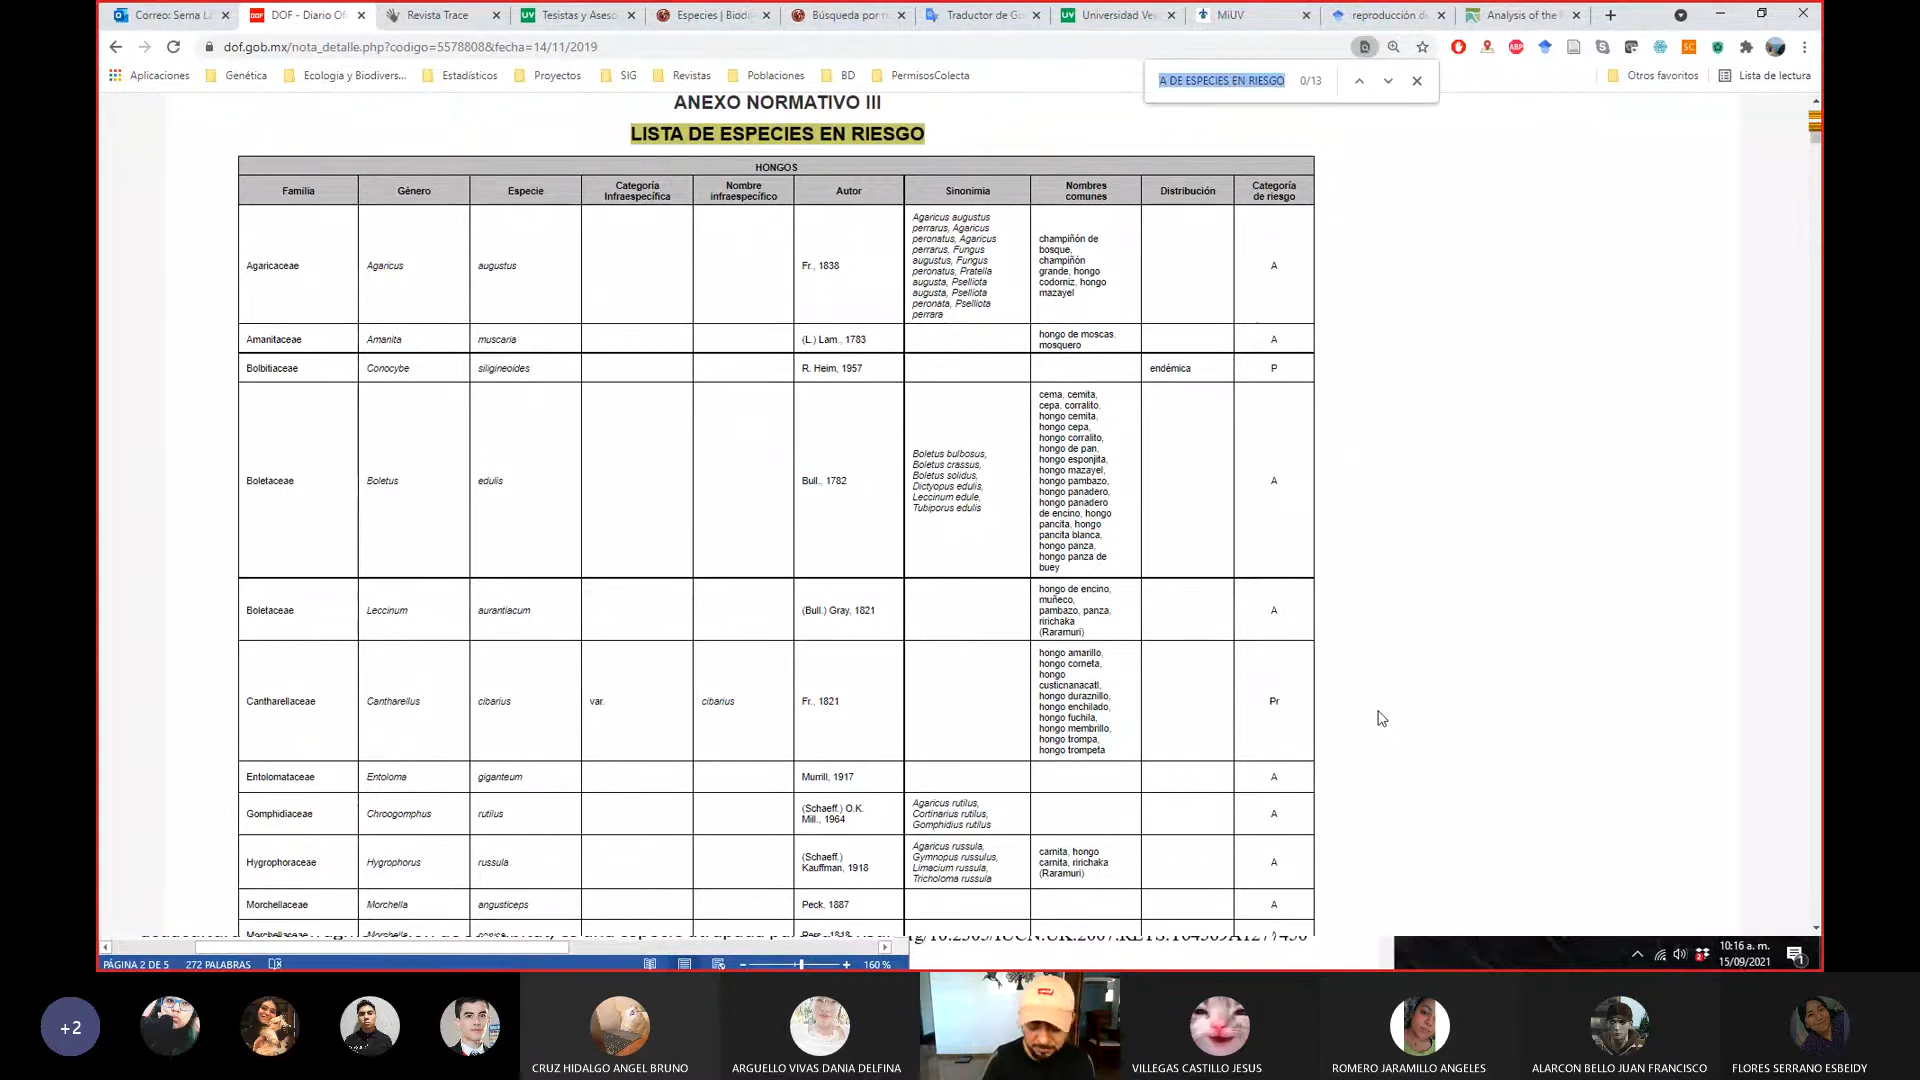 Correo: Serna La
DOF - Diario Ofi
Revista Trace
Tesistas y Aseso
Especies | Biodi
Búsqueda por n
Traductor de Go
Universidad Ve
MiUV
reproducción d
Analysis of the
dof.gob.mx/nota_detalle.php?codigo=5578808&fecha=14/11/2019
Aplicaciones
Genética
Ecologia y Biodivers...
Estadísticos
Proyectos
SIG
Revistas
Poblaciones
BD
PermisosColecta
Otros favoritos
Lista de lectura
A DE ESPECIES EN RIESGO 0/13
ANEXO NORMATIVO III
LISTA DE ESPECIES EN RIESGO
HONGOS
Familia
Género
Especie
Categoría
Infraespecífica
Nombre
infraespecífico
Autor
Sinonimia
Nombres
comunes
Distribución
Categoría
de riesgo
Agaricaceae
Agaricus
augustus
Fr., 1838
Agaricus augustus
perrarus, Agaricus
peronatus, Agaricus
perrarus, Fungus
augustus, Fungus
peronatus, Pratella
augusta, Pselliota
augusta, Pselliota
peronata, Pselliota
perrara
champiñón de
bosque,
champiñón
grande, hongo
codorniz, hongo
mazayel
A
Amanitaceae
Amanita
muscaria
(L.) Lam., 1783
hongo de moscas,
mosquero
A
Bolbitiaceae
Conocybe
siligineoides
R. Heim, 1957
endémica
P
Boletaceae
Boletus
edulis
Bull., 1782
Boletus bulbosus,
Boletus crassus,
Boletus solidus,
Dictyopus edulis,
Leccinum edule,
Tubiporus edulis
cema, cemita,
cepa, corralito,
hongo cemita,
hongo cepa,
hongo corralito,
hongo de pan,
hongo esponjita,
hongo mazayel,
hongo pambazo,
hongo panadero,
hongo panadero
de encino, hongo
pancita, hongo
pancita blanca,
hongo panza,
hongo panza de
buey
A
Boletaceae
Leccinum
aurantiacum
(Bull.) Gray, 1821
hongo de encino,
muñeco,
pambazo, panza,
ririchaka
(Raramuri)
A
Cantharellaceae
Cantharellus
cibarius
var.
cibarius
Fr., 1821
hongo amarillo,
hongo corneta,
hongo
custicnanacatl,
hongo duraznillo,
hongo enchilado,
hongo fuchila,
hongo membrillo,
hongo trompa,
hongo trompeta
Pr
Entolomataceae
Entoloma
giganteum
Murrill, 1917
A
Gomphidiaceae
Chroogomphus
rutilus
(Schaeff.) O.K.
Mill., 1964
Agaricus rutilus,
Cortinarius rutilus,
Gomphidius rutilus
A
Hygrophoraceae
Hygrophorus
russula
(Schaeff.)
Kauffman, 1918
Agaricus russula,
Gymnopus russulus,
Limacium russula,
Tricholoma russula
carnita, hongo
carnita, ririchaka
(Raramuri)
A
Morchellaceae
Morchella
angusticeps
Peck, 1887
A
PÁGINA 2 DE 5
272 PALABRAS
160 %
10:16 a. m.
15/09/2021
+2
CRUZ HIDALGO ANGEL BRUNO
ARGUELLO VIVAS DANIA DELFINA
VILLEGAS CASTILLO JESUS
ROMERO JARAMILLO ANGELES
ALARCON BELLO JUAN FRANCISCO
FLORES SERRANO ESBEIDY